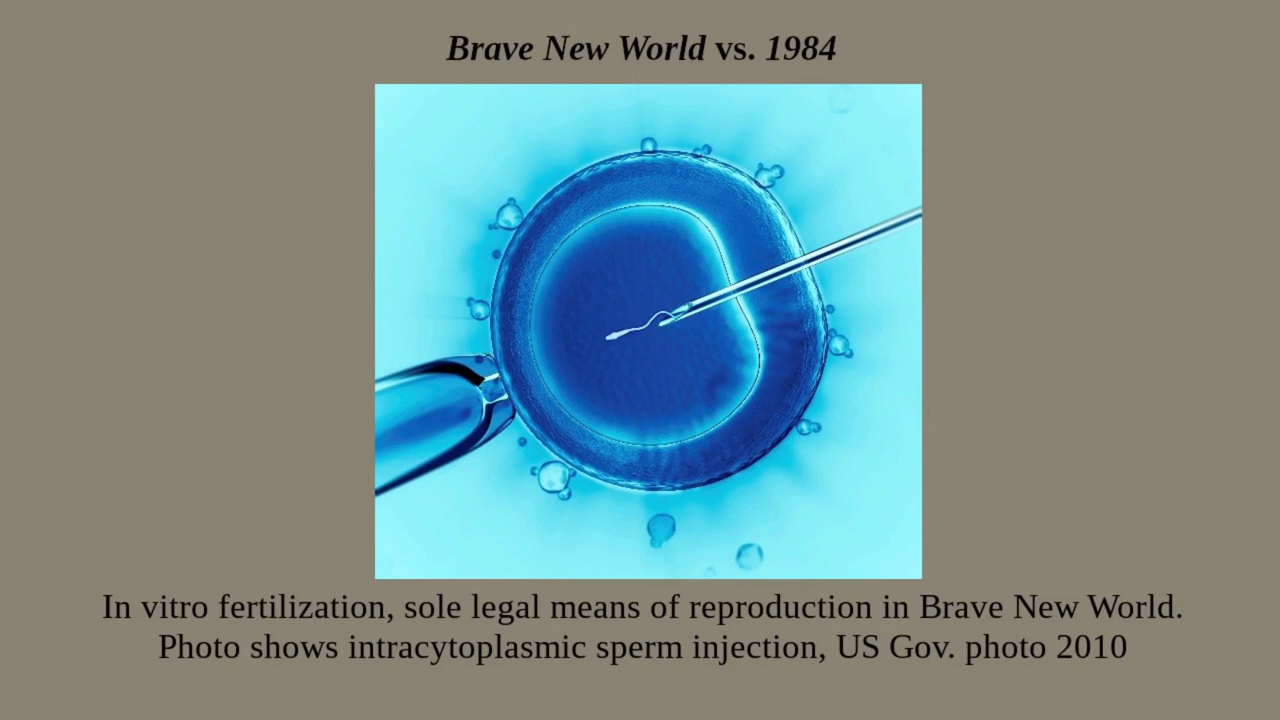 Brave New World vs. 1984
In vitro fertilization, sole legal means of reproduction in Brave New World.
Photo shows intracytoplasmic sperm injection, US Gov. photo 2010